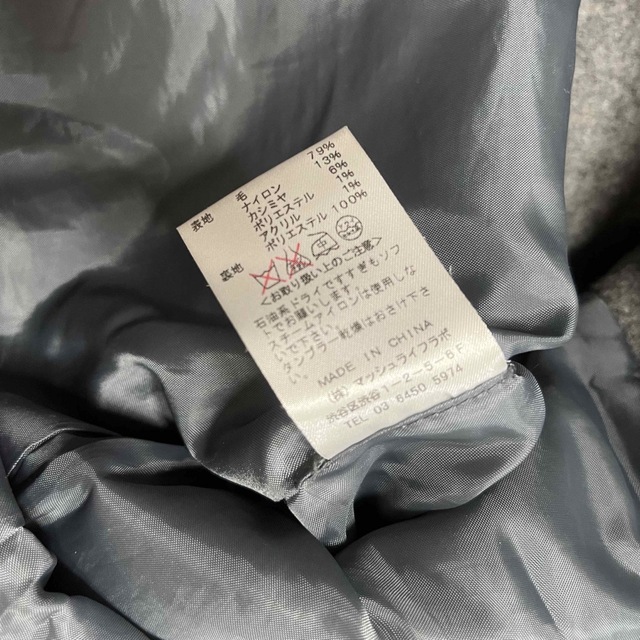 表地 毛 79%
ナイロン 13%
カシミヤ 6%
ポリエステル 1%
アクリル 1%
裏地 ポリエステル 100%
<お取り扱い上のご注意>
石油系ドライですすぎもソフ
トでお願いします
スチームアイロンは使用しな
いで下さい
タンブラー乾燥はおさけ下さ
MADE IN CHINA
(株)マッシュライフラボ
渋谷区渋谷1-2-5-6F
TEL 03 6450 5974